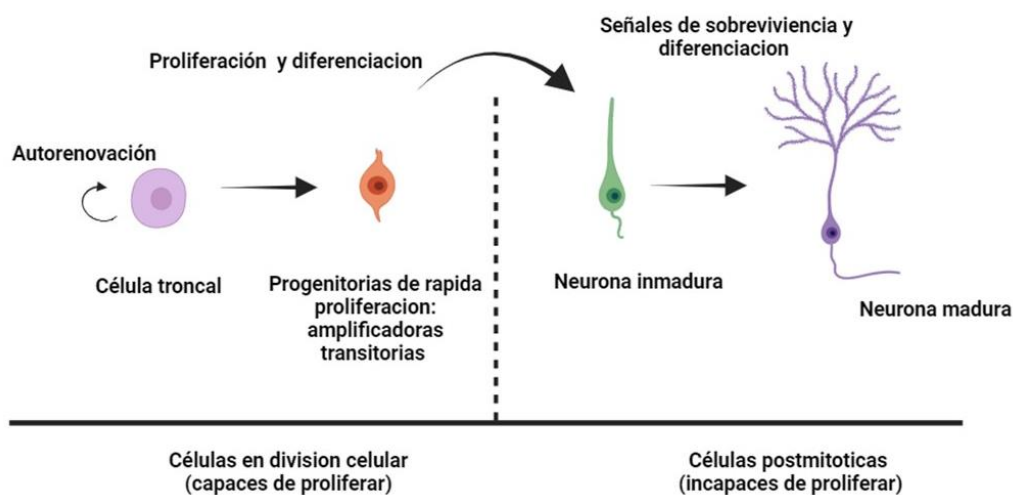 Señales de sobreviviencia y
diferenciacion
Proliferación y diferenciacion
Autorenovación
Célula troncal
Progenitorias de rapida
proliferacion:
amplificadoras
transitorias
Neurona inmadura
Neurona madura
Células en division celular
(capaces de proliferar)
Células postmitoticas
(incapaces de proliferar)